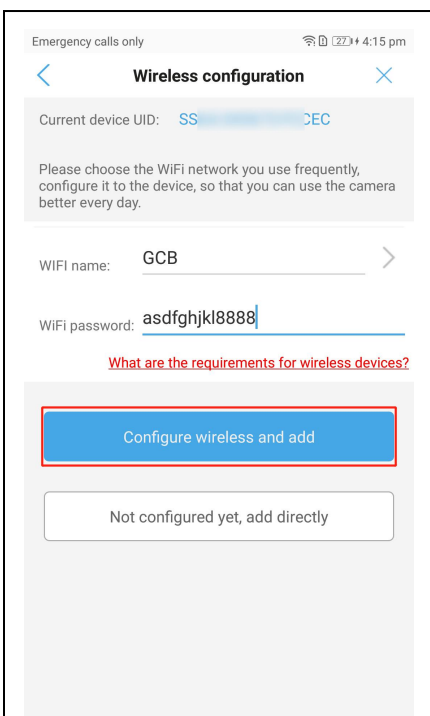 Emergency calls only 27 4:15 pm
Wireless configuration
Current device UID: SS CEC
Please choose the WiFi network you use frequently,
configure it to the device, so that you can use the camera
better every day.
WIFI name: GCB
WiFi password: asdfghjkl8888
What are the requirements for wireless devices?
Configure wireless and add
Not configured yet, add directly